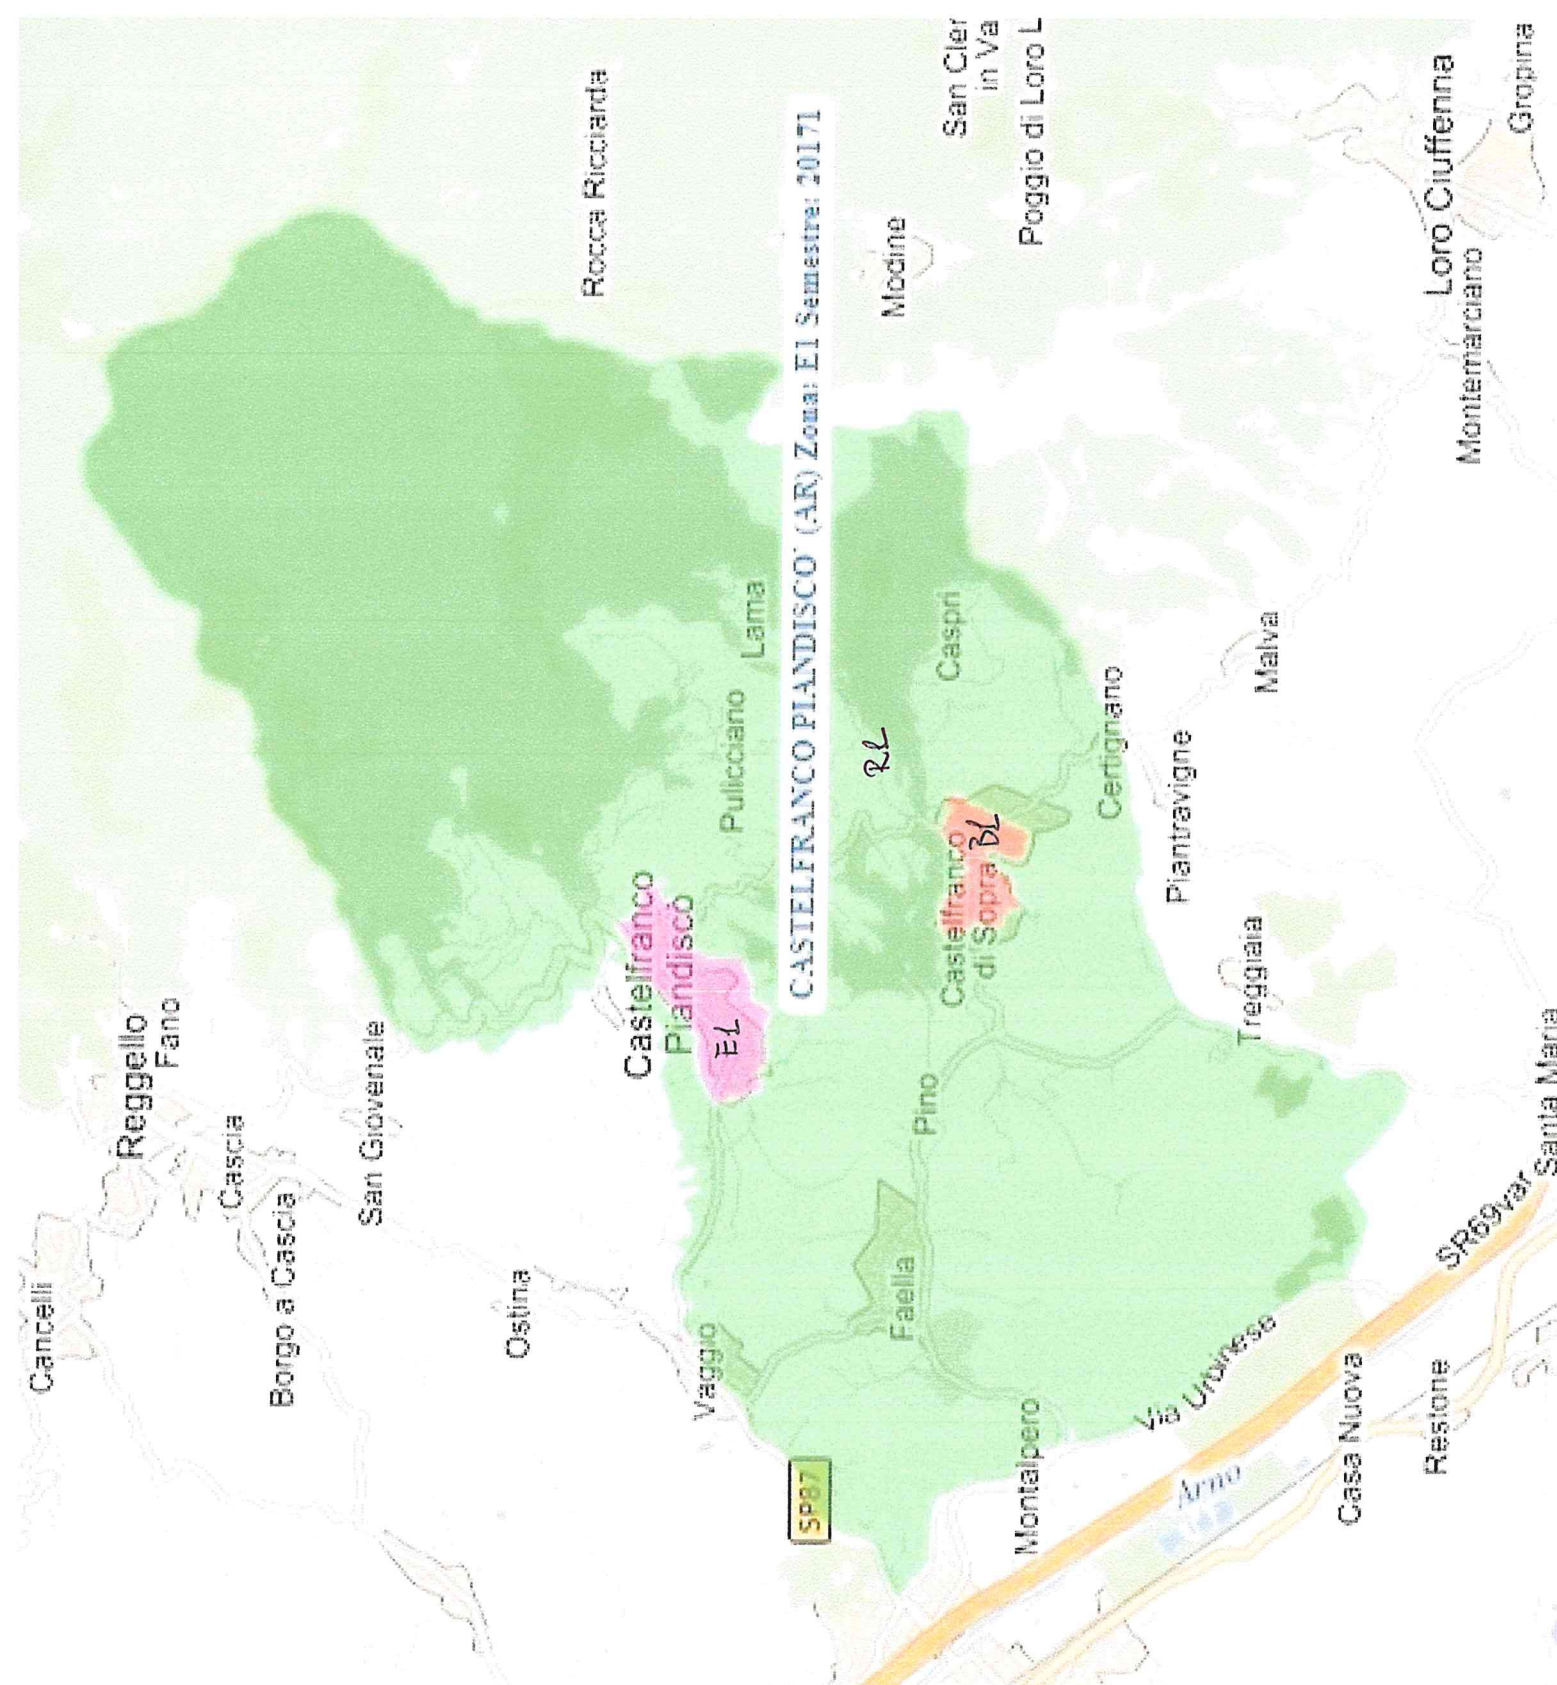 Cancelli
Reggello
Fano
Cascia
Borgo a Cascia
San Giovenale
Ostina
Rocca Ricciarda
Castelfranco
Piandiscò
E1
Vaggio
Pulicciano
Lama
SP87
CASTELFRANCO PIANDISCO` (AR) Zona: E1 Semestre: 20171
R1
Modine
San Cler
in Va
Poggio di Loro L
Faella
Pino
Castelfranco
di Sopra
B1
Caspri
Montalpero
Certignano
Piantravigne
Malva
Treggiaia
Via Urbinese
Arno
Casa Nuova
Restone
SR69var
Santa Maria
Loro Ciuffenna
Montemarciano
Gropina